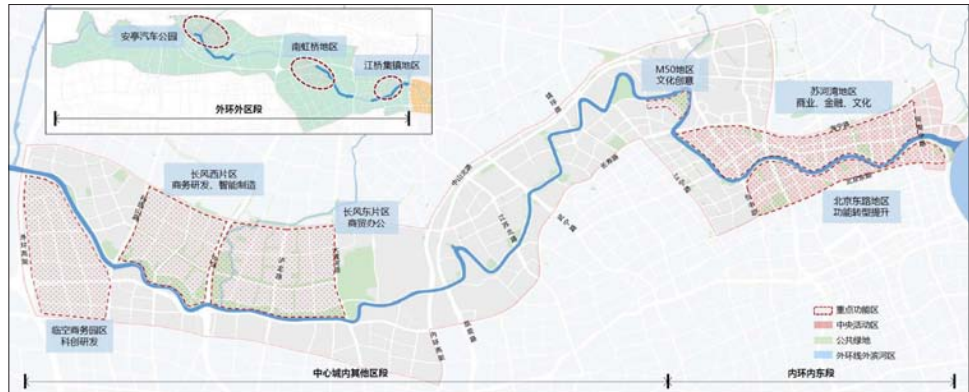 安亭汽车公园
南虹桥地区
江桥集镇地区
外环外区段
M50地区
文化创意
苏河湾地区
商业、金融、文化
长风西片区
商务研发、智能制造
长风东片区
商贸办公
北京东路地区
功能转型提升
临空商务园区
科创研发
重点功能区
中央活动区
公共绿地
外环线外滨河区
中心城内其他区段
内环内东段